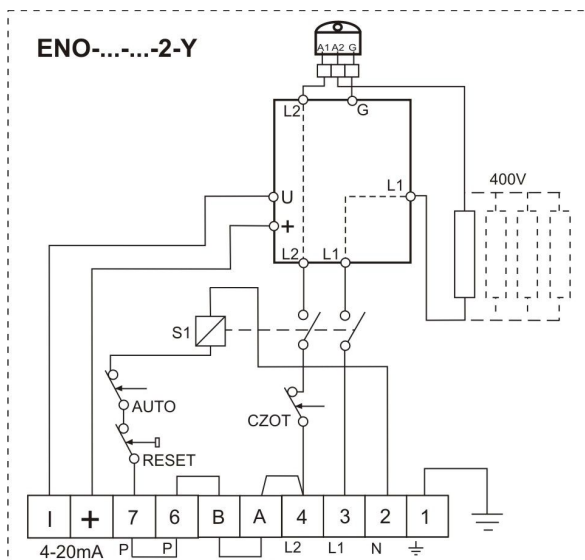 ENO-...-...-2-Y
A1 A2 G
L2 G
400V
L1
U
+
L2 L1
S1
AUTO
CZOT
RESET
I + 7 6 B A 4 3 2 1
4-20mA P P L2 L1 N